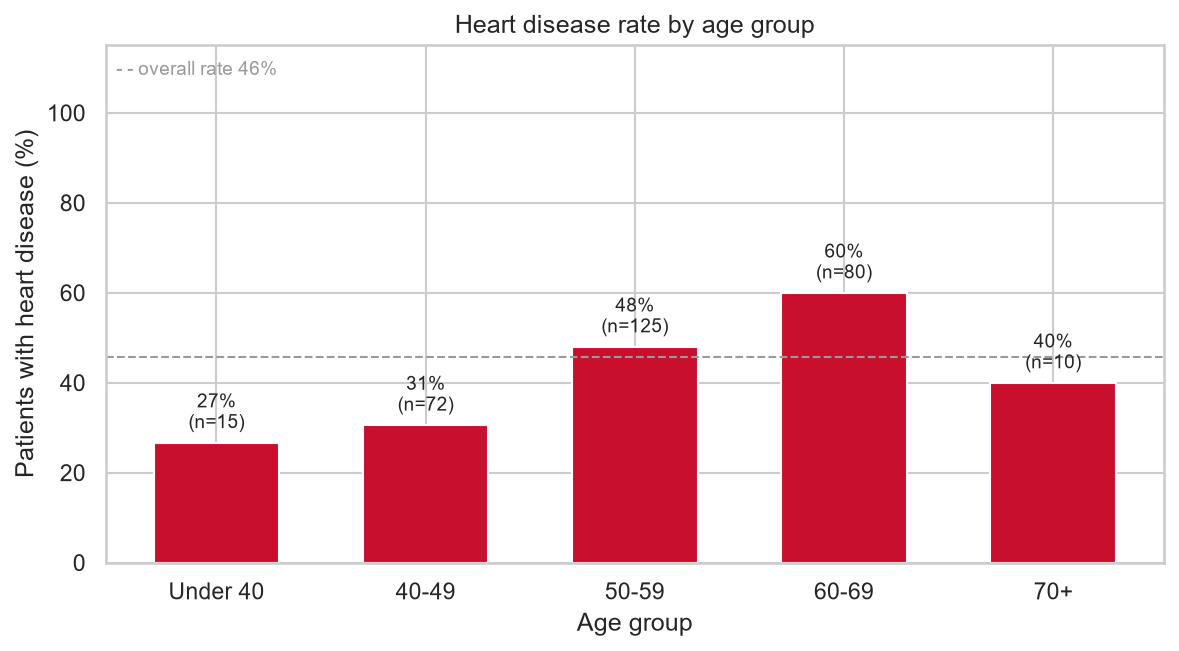 Heart disease rate by age group
-- overall rate 46%
Patients with heart disease (%)
100
80
60
40
20
0
27%
(n=15)
31%
(n=72)
48%
(n=125)
60%
(n=80)
40%
(n=10)
Under 40
40-49
50-59
60-69
70+
Age group